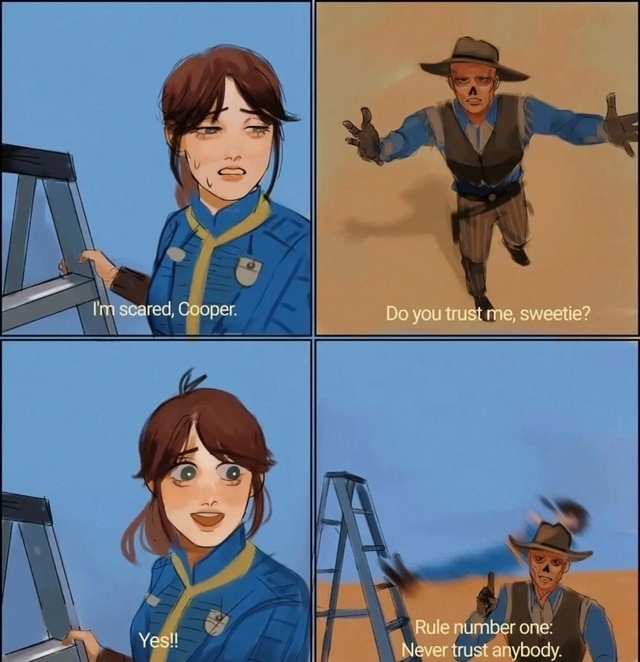 I'm scared, Cooper.
Do you trust me, sweetie?
Yes!!
Rule number one:
Never trust anybody.